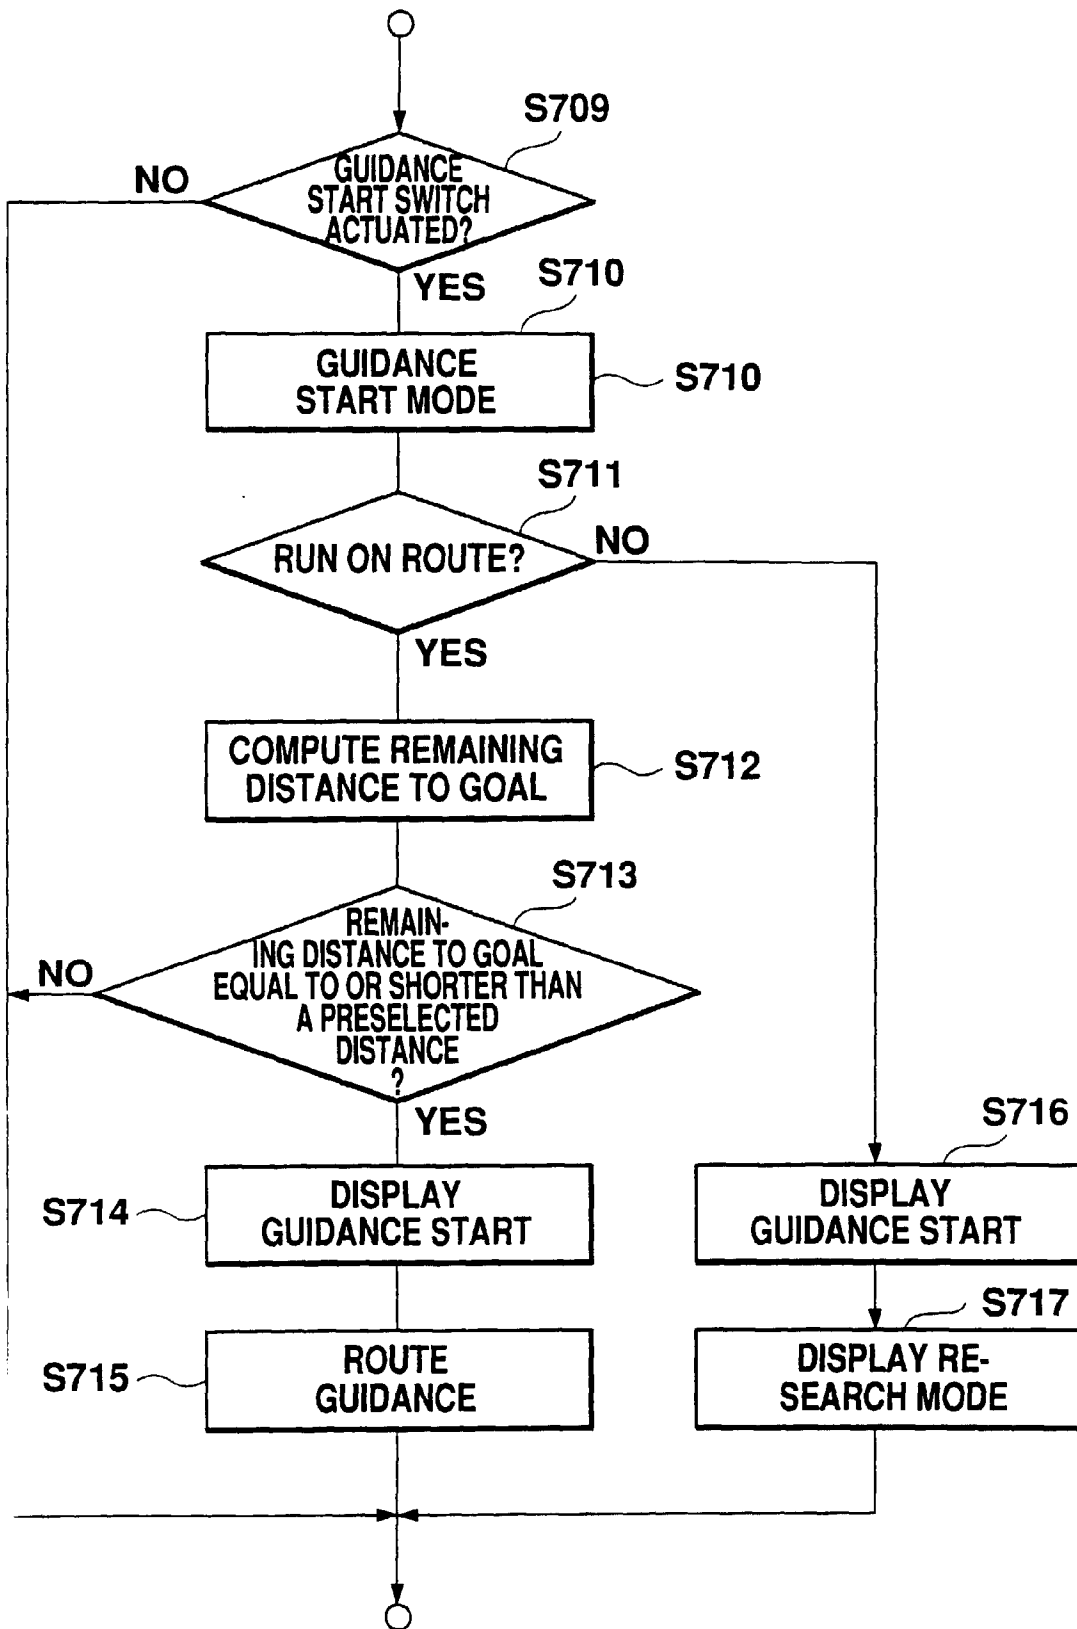 S709
NO
GUIDANCE
START SWITCH
ACTUATED?
YES
S710
GUIDANCE
START MODE
S710
S711
RUN ON ROUTE?
NO
YES
COMPUTE REMAINING
DISTANCE TO GOAL
S712
S713
REMAIN-
ING DISTANCE TO GOAL
EQUAL TO OR SHORTER THAN
A PRESELECTED
DISTANCE
?
NO
YES
S714
DISPLAY
GUIDANCE START
S716
DISPLAY
GUIDANCE START
S715
ROUTE
GUIDANCE
S717
DISPLAY RE-
SEARCH MODE